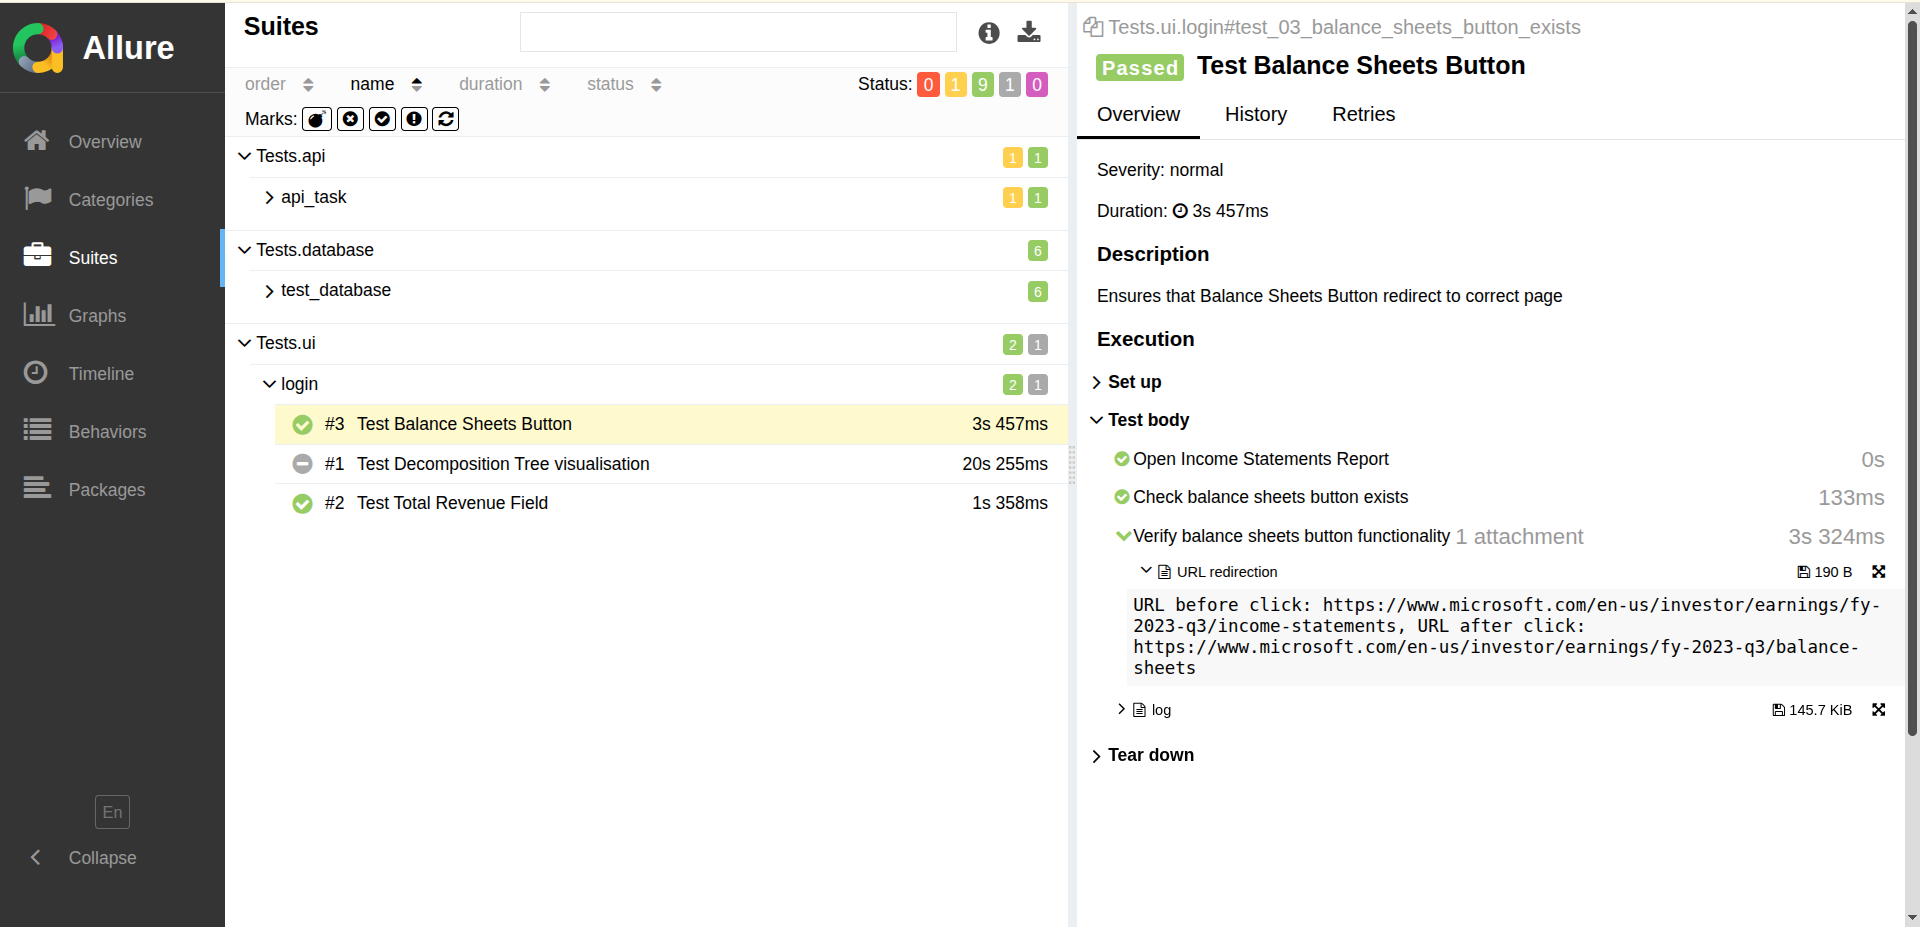 Allure
Overview
Categories
Suites
Graphs
Timeline
Behaviors
Packages
En
Collapse
Suites
order name duration status Status: 0 1 9 1 0
Marks:
Tests.api 1 1
api_task 1 1
Tests.database 6
test_database 6
Tests.ui 2 1
login 2 1
#3 Test Balance Sheets Button 3s 457ms
#1 Test Decomposition Tree visualisation 20s 255ms
#2 Test Total Revenue Field 1s 358ms
Tests.ui.login#test_03_balance_sheets_button_exists
Passed Test Balance Sheets Button
Overview History Retries
Severity: normal
Duration: 3s 457ms
Description
Ensures that Balance Sheets Button redirect to correct page
Execution
Set up
Test body
Open Income Statements Report 0s
Check balance sheets button exists 133ms
Verify balance sheets button functionality 1 attachment 3s 324ms
URL redirection 190 B
URL before click: https://www.microsoft.com/en-us/investor/earnings/fy-
2023-q3/income-statements, URL after click:
https://www.microsoft.com/en-us/investor/earnings/fy-2023-q3/balance-
sheets
log 145.7 KiB
Tear down